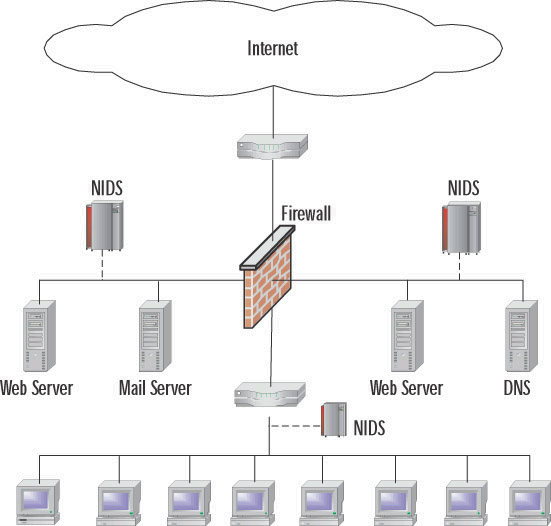 Internet
NIDS
NIDS
Firewall
Web Server
Mail Server
Web Server
DNS
NIDS